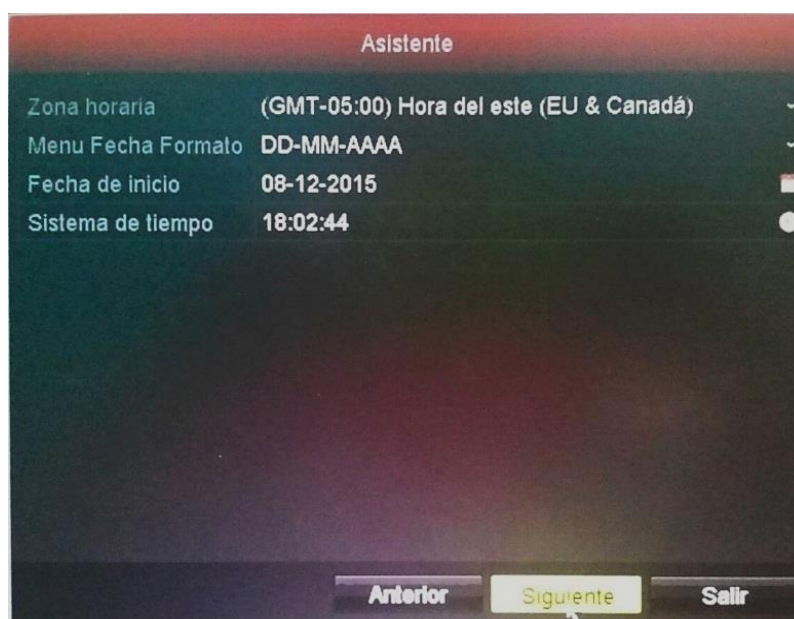 Asistente
Zona horaria (GMT-05:00) Hora del este (EU & Canadá)
Menu Fecha Formato DD-MM-AAAA
Fecha de inicio 08-12-2015
Sistema de tiempo 18:02:44
Anterior Siguiente Salir